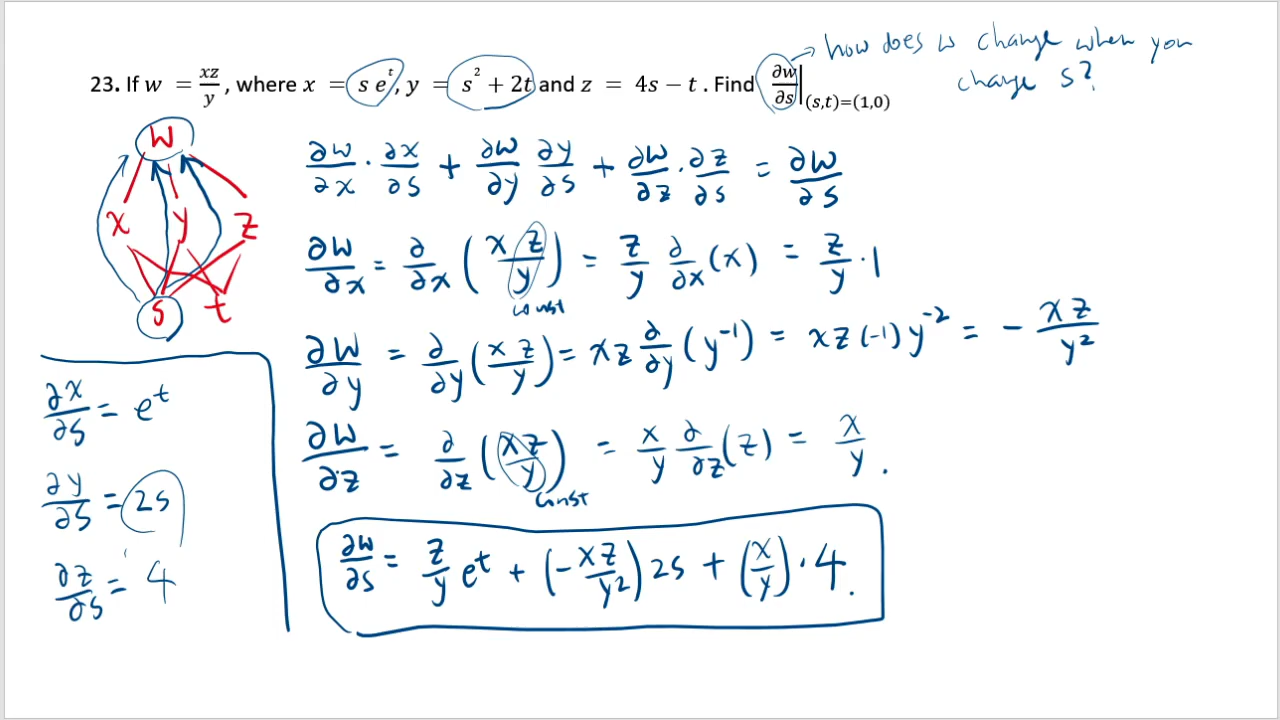 how does w change when you
change s?
23. If w = xz/y, where x = s e^t, y = s^2 + 2t and z = 4s − t. Find ∂w/∂s|(s,t)=(1,0)
W
x y z
s t
∂w/∂x · ∂x/∂s + ∂w/∂y ∂y/∂s + ∂w/∂z · ∂z/∂s = ∂w/∂s
∂w/∂x = ∂/∂x (x z/y) = z/y ∂/∂x (x) = z/y · 1
const
∂w/∂y = ∂/∂y (x z/y) = xz ∂/∂y (y^-1) = xz(-1)y^-2 = - xz/y^2
∂w/∂z = ∂/∂z (xz/y) = x/y ∂/∂z (z) = x/y.
const
∂w/∂s = z/y e^t + (- xz/y^2) 2s + (x/y) · 4.
∂x/∂s = e^t
∂y/∂s = 2s
∂z/∂s = 4